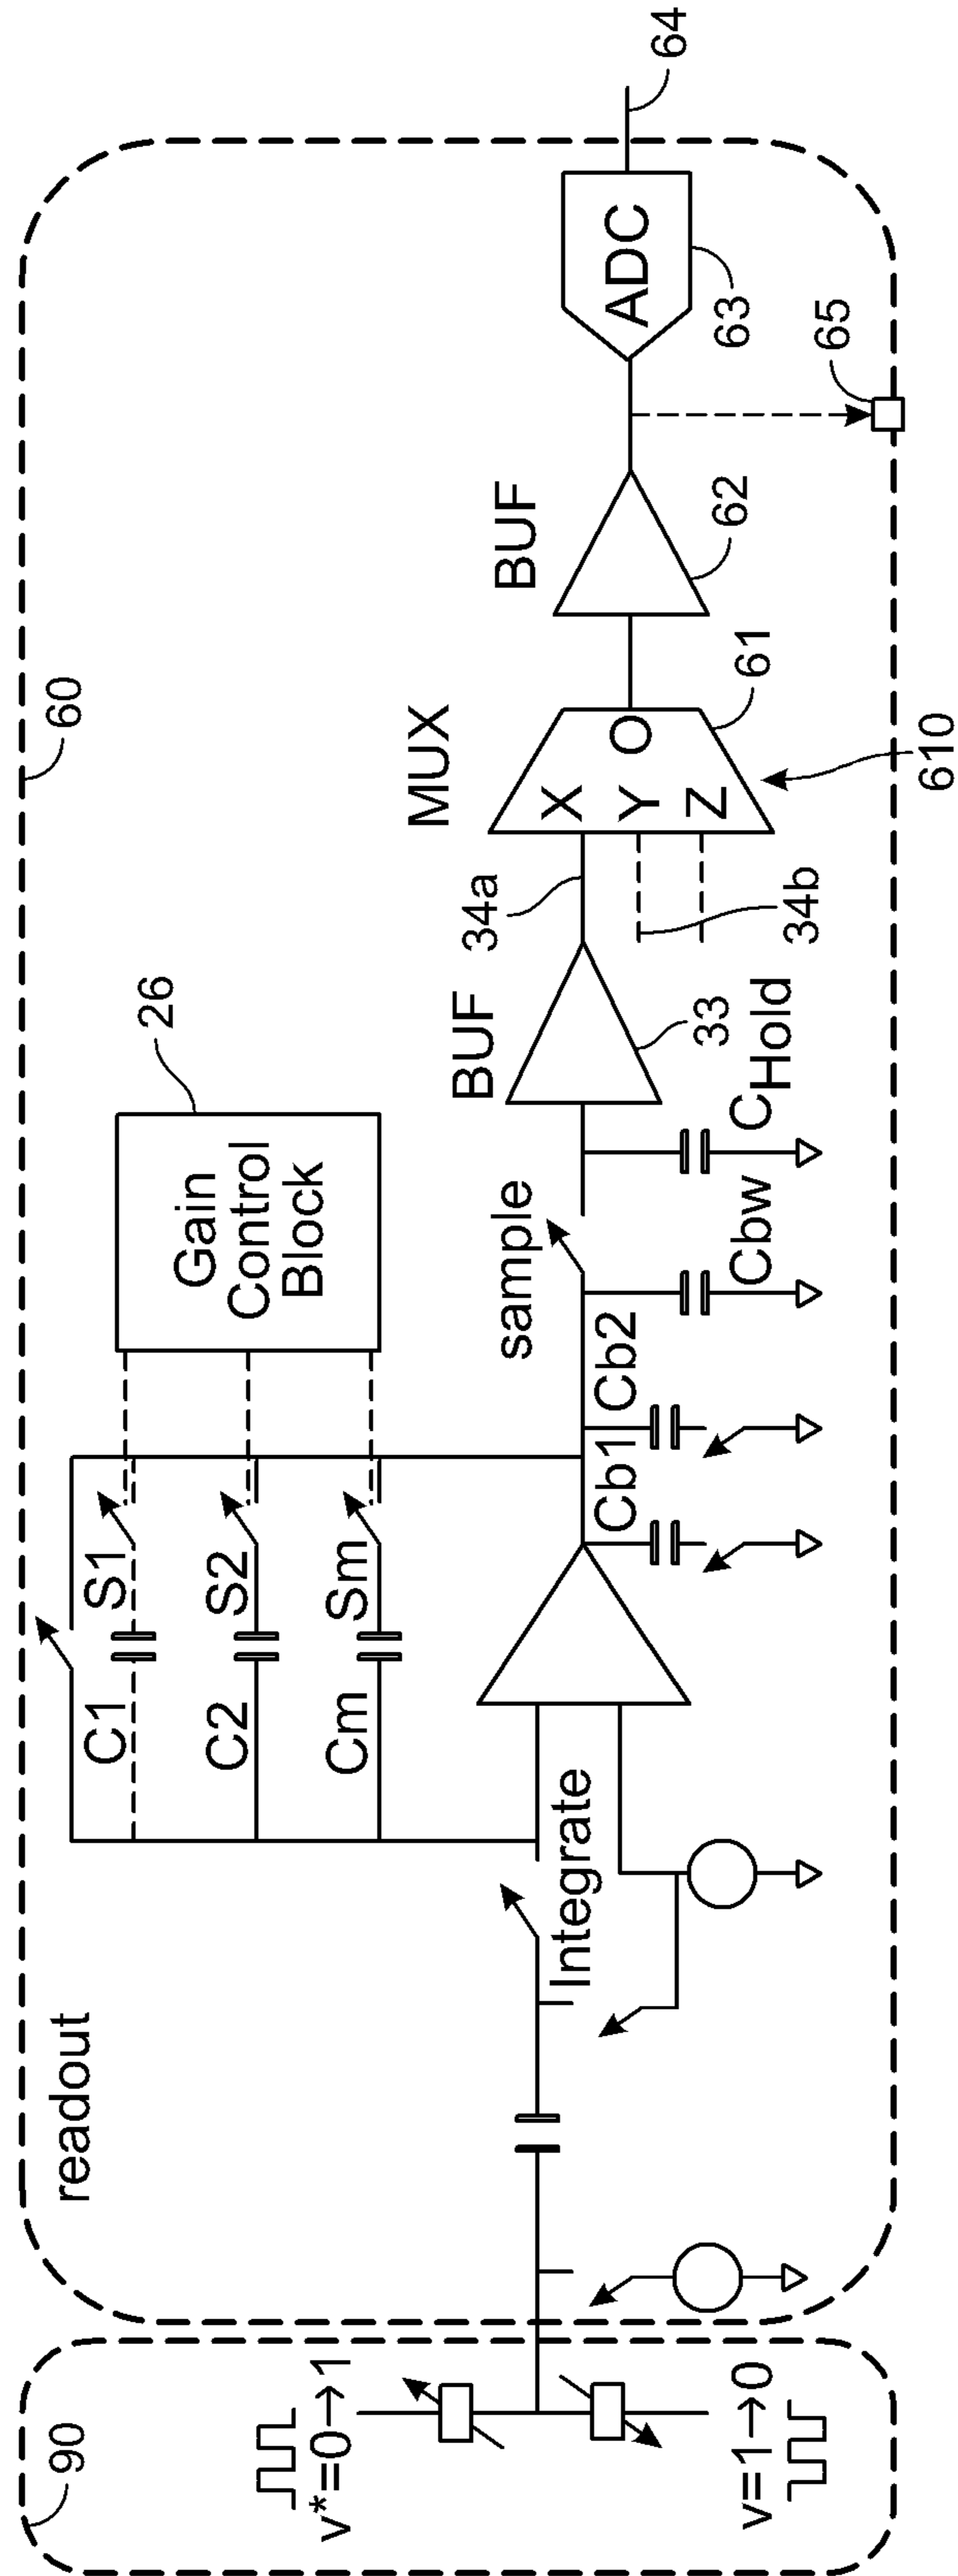 90
v*=0→1
v=1→0
readout
60
C1
S1
C2
S2
Cm
Sm
Gain
Control
Block
26
Integrate
Cb1
Cb2
sample
Cbw
CHold
BUF
33
34a
34b
MUX
X
Y
Z
O
61
610
BUF
62
ADC
63
64
65